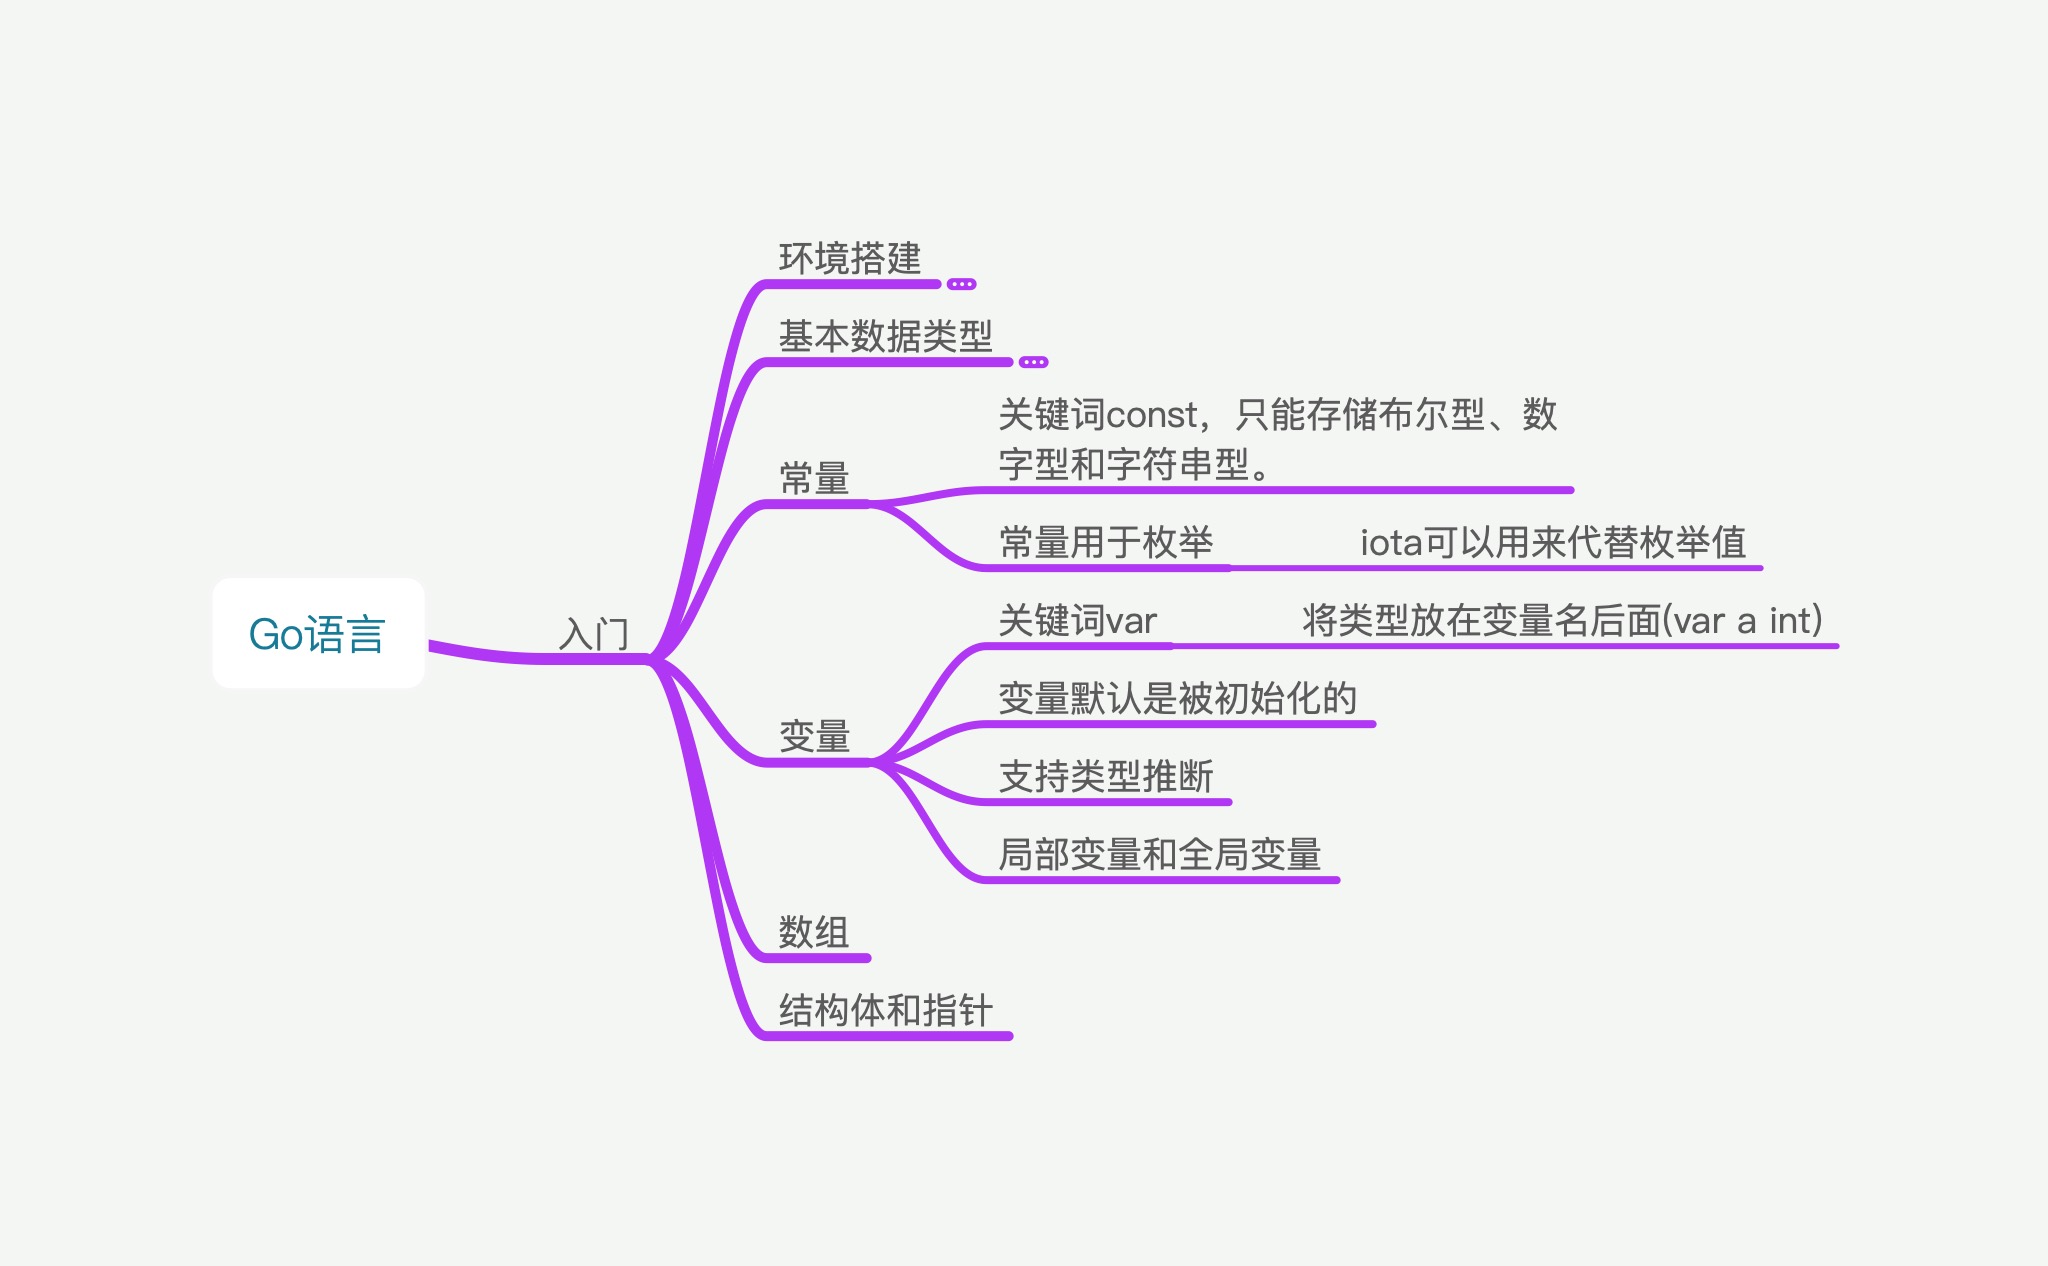 Go语言
入门
环境搭建
基本数据类型
常量
关键词const，只能存储布尔型、数
字型和字符串型。
常量用于枚举
iota可以用来代替枚举值
变量
关键词var
将类型放在变量名后面(var a int)
变量默认是被初始化的
支持类型推断
局部变量和全局变量
数组
结构体和指针